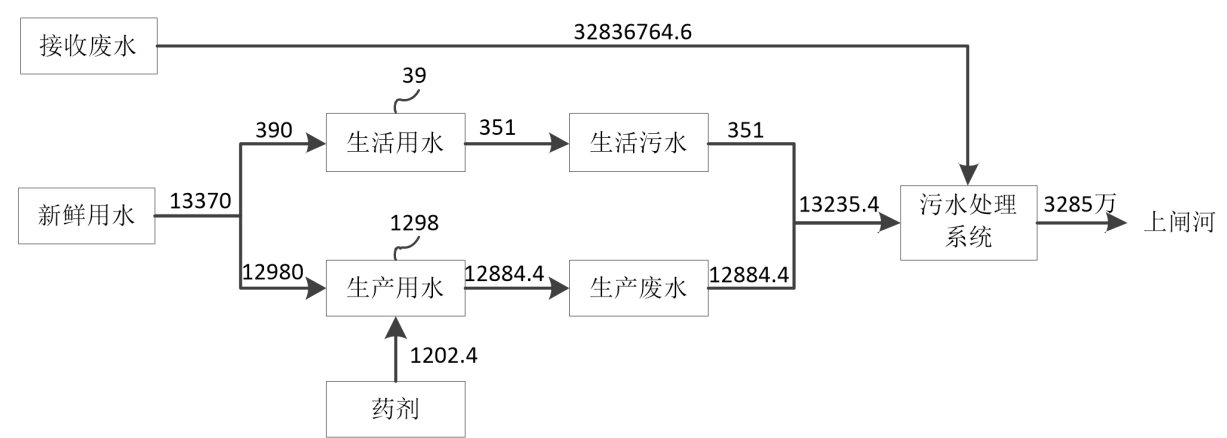 32836764.6
接收废水
39
390
生活用水
351
生活污水
351
新鲜用水
13370
13235.4
污水处理
系统
3285万
上闸河
1298
12980
生产用水
12884.4
生产废水
12884.4
1202.4
药剂